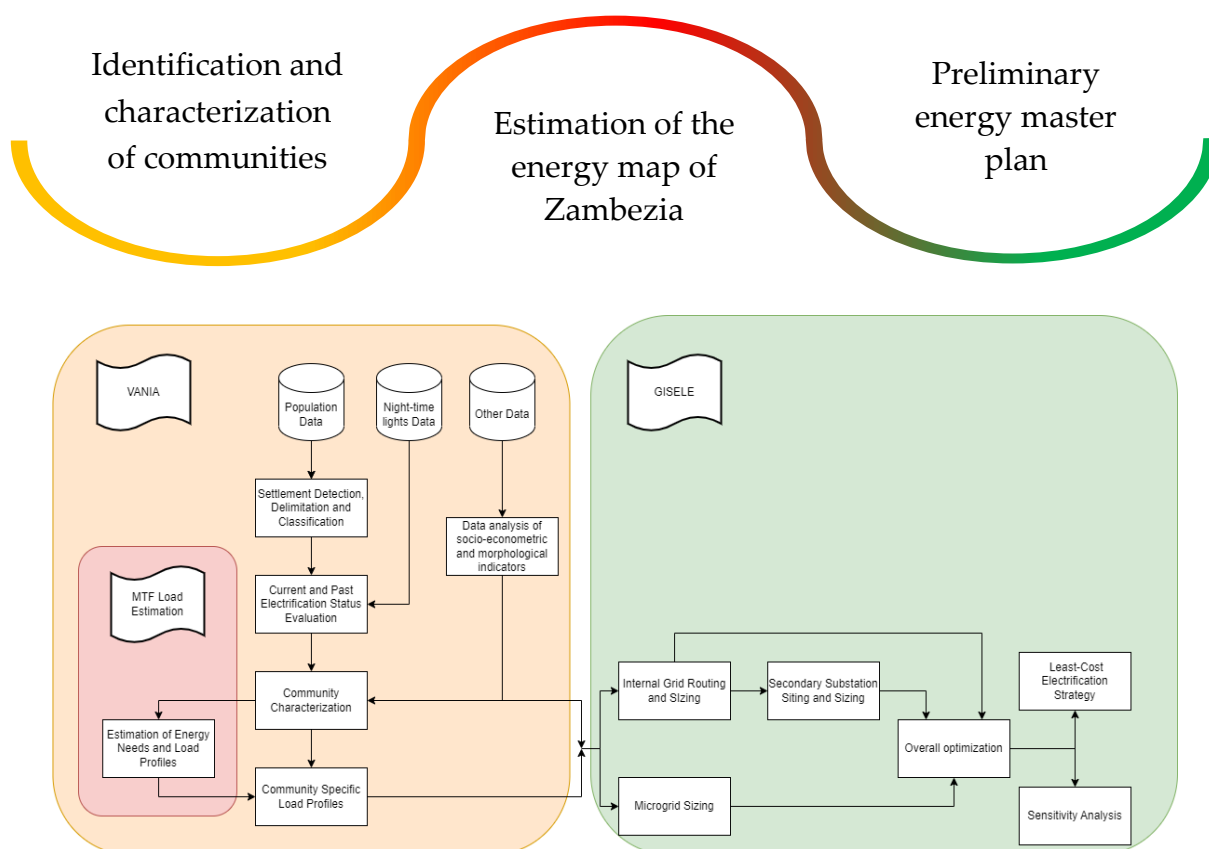 Identification and
characterization
of communities
Estimation of the
energy map of
Zambezia
Preliminary
energy master
plan
VANIA
Population
Data
Night-time
lights Data
Other Data
Settlement Detection,
Delimitation and
Classification
Data analysis of
socio-econometric
and morphological
indicators
MTF Load
Estimation
Current and Past
Electrification Status
Evaluation
Community
Characterization
Estimation of Energy
Needs and Load
Profiles
Community Specific
Load Profiles
GISELE
Internal Grid Routing
and SIzing
Secondary Substation
Siting and Sizing
Least-Cost
Electrification
Strategy
Overall optimization
Microgrid Sizing
Sensitivity Analysis